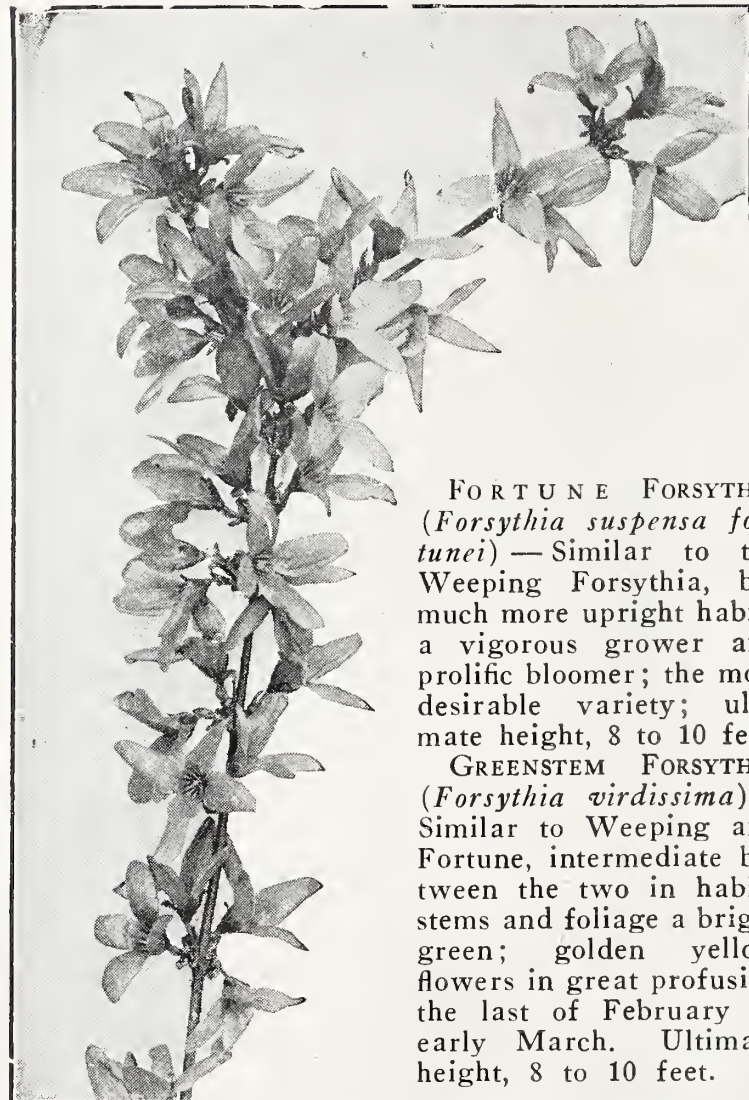 FORTUNE FORSYTH
(Forsythia suspensa fo
tunei) — Similar to t
Weeping Forsythia, b
much more upright hab
a vigorous grower a
prolific bloomer; the mo
desirable variety; ul
mate height, 8 to 10 fe
GREENSTEM FORSYTH
(Forsythia virdissima)
Similar to Weeping a
Fortune, intermediate b
tween the two in hab
stems and foliage a brig
green; golden yello
flowers in great profusi
the last of February
early March. Ultima
height, 8 to 10 feet.